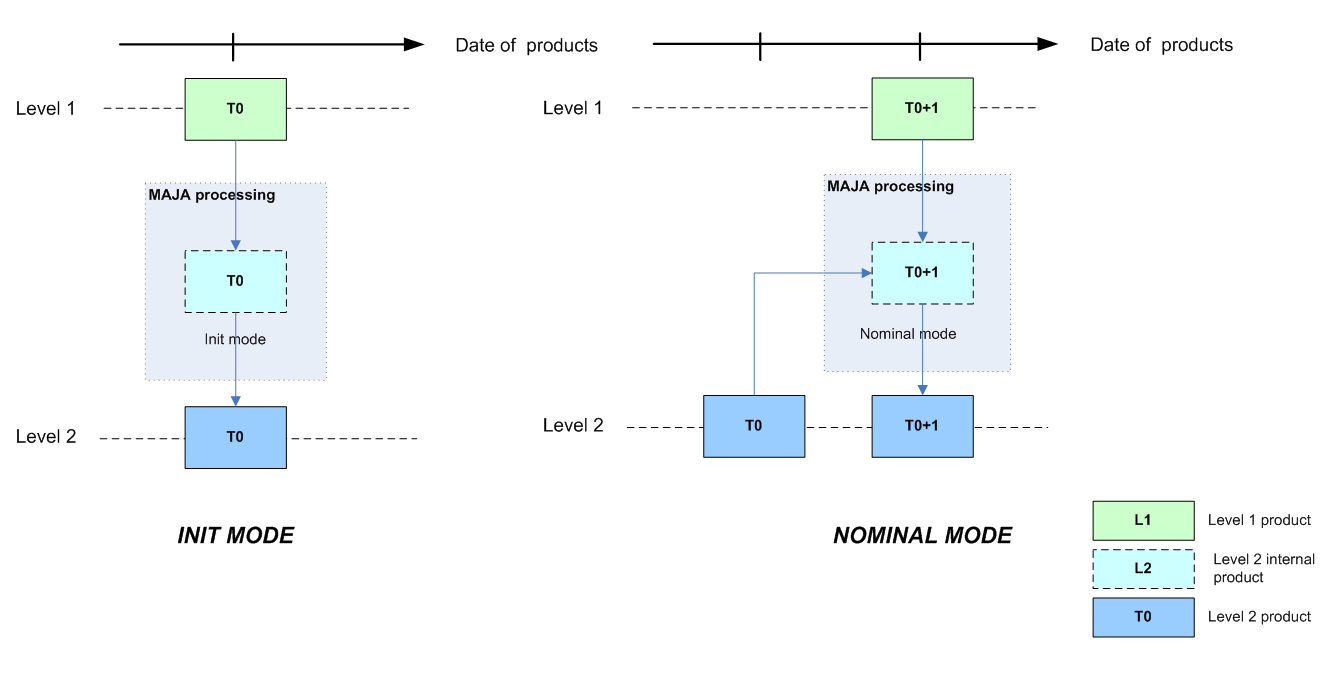 Date of products
Level 1
T0
MAJA processing
T0
Init mode
Level 2
T0
INIT MODE
Date of products
Level 1
T0+1
MAJA processing
T0+1
Nominal mode
Level 2
T0
T0+1
NOMINAL MODE
L1
Level 1 product
L2
Level 2 internal
product
T0
Level 2 product